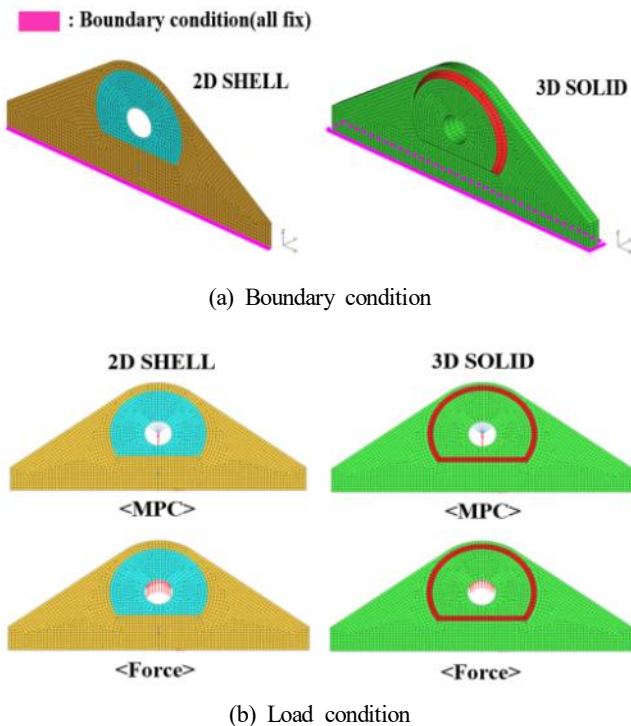 : Boundary condition(all fix)
2D SHELL
3D SOLID
(a) Boundary condition
2D SHELL
3D SOLID
<MPC>
<MPC>
<Force>
<Force>
(b) Load condition